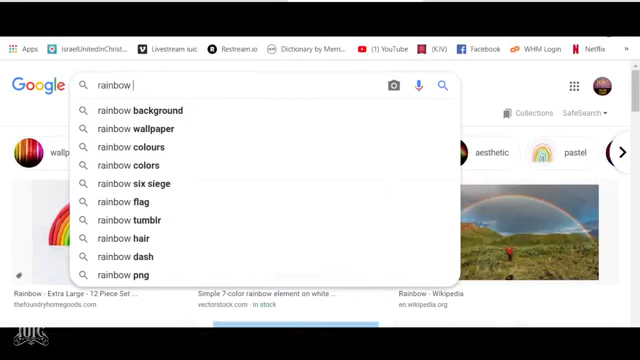 Apps IsraelUnitedInChrist... Livestream iuic Restream.io Dictionary by Merri... (1) YouTube (KJV) Facebook WHM Login Netflix Other
Google
rainbow
Collections SafeSearch
rainbow background
rainbow wallpaper
rainbow colours
rainbow colors
rainbow six siege
rainbow flag
rainbow tumblr
rainbow hair
rainbow dash
rainbow png
wallp
aesthetic
pastel
Rainbow - Extra Large - 12 Piece Set ...
thefoundryhomegoods.com
Simple 7-color rainbow element on white ...
vectorstock.com · In stock
Rainbow - Wikipedia
en.wikipedia.org
IUIC